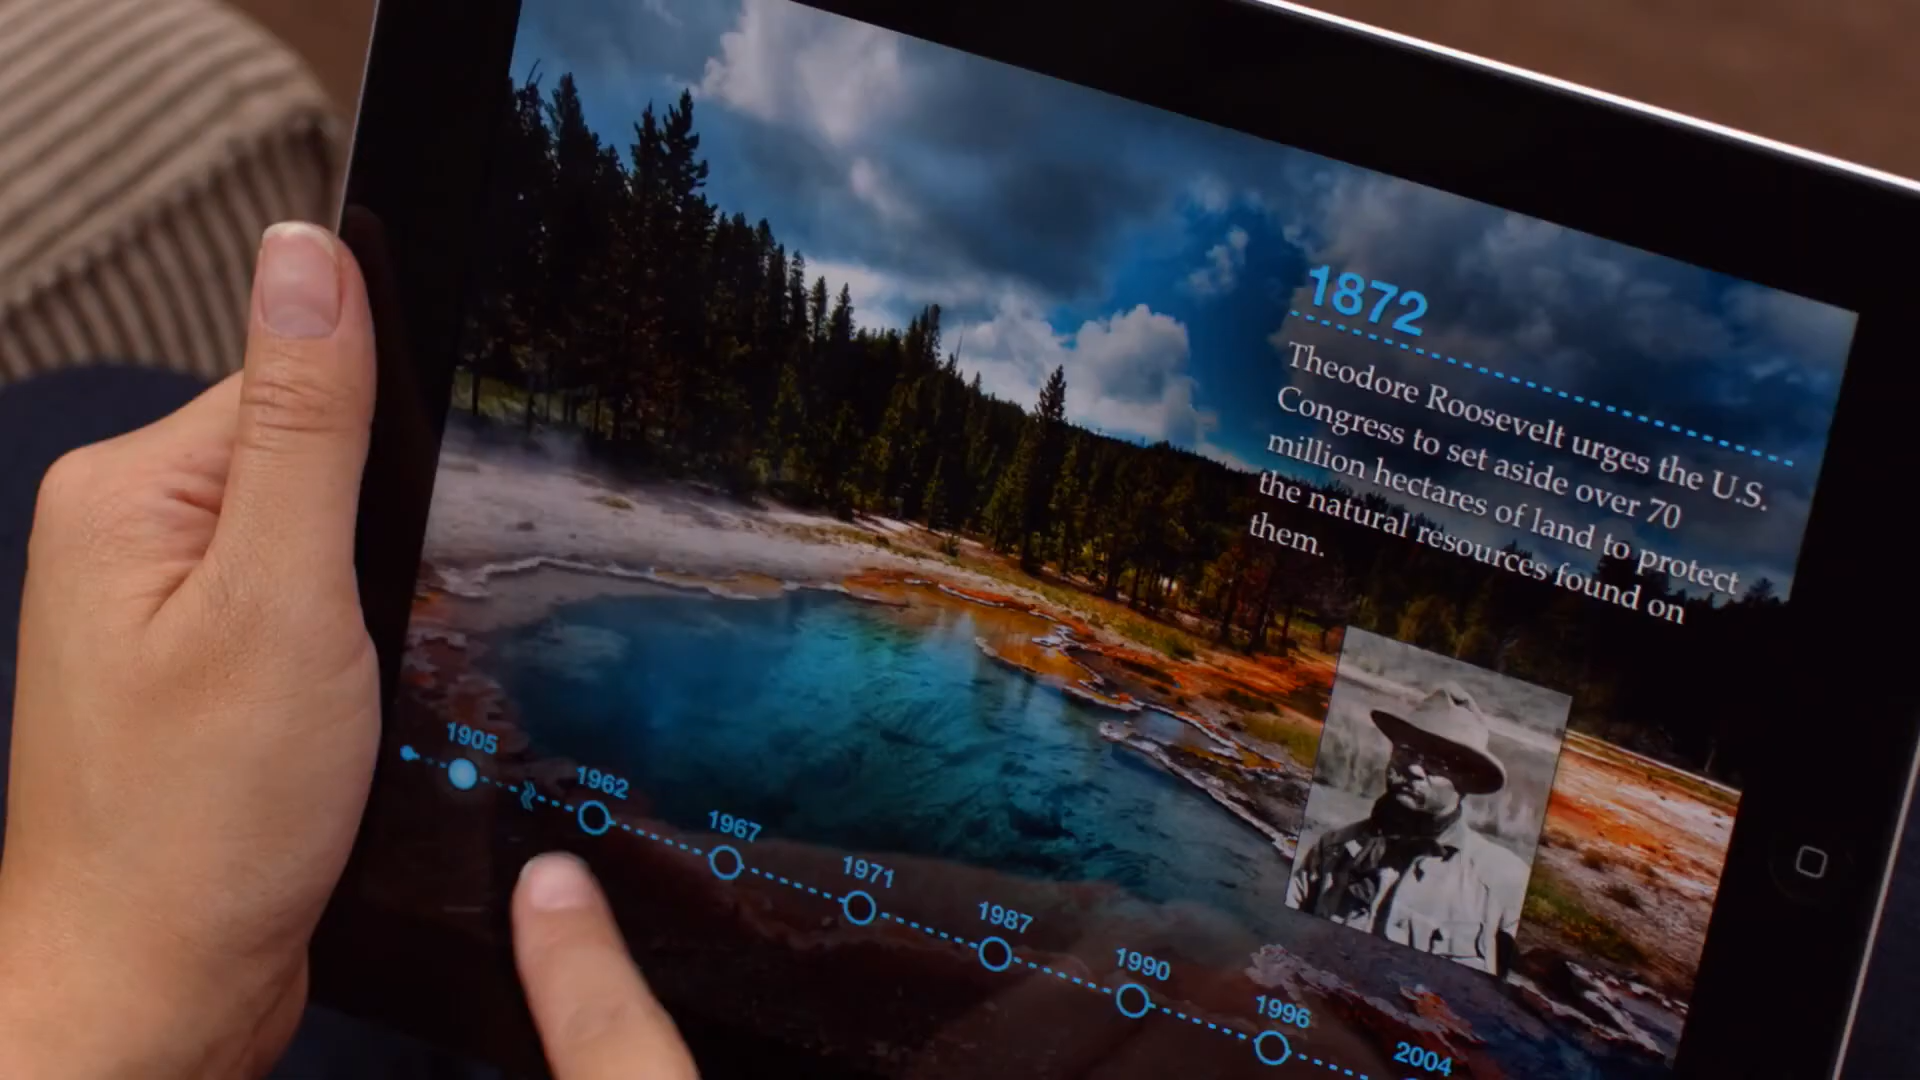 1872
Theodore Roosevelt urges the U.S.
Congress to set aside over 70
million hectares of land to protect
the natural resources found on
them.
1905
1962
1967
1971
1987
1990
1996
2004